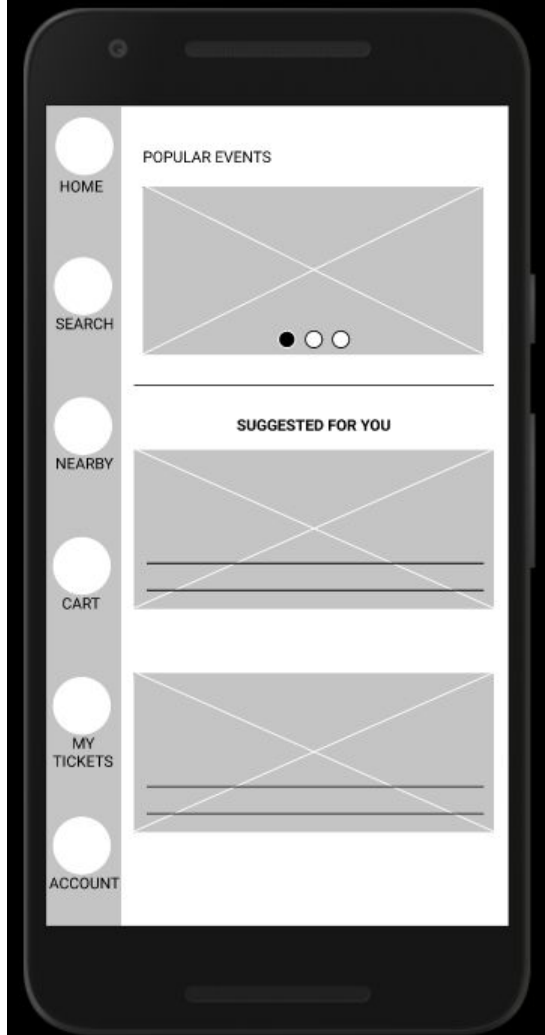 HOME
SEARCH
NEARBY
CART
MY
TICKETS
ACCOUNT
POPULAR EVENTS
SUGGESTED FOR YOU